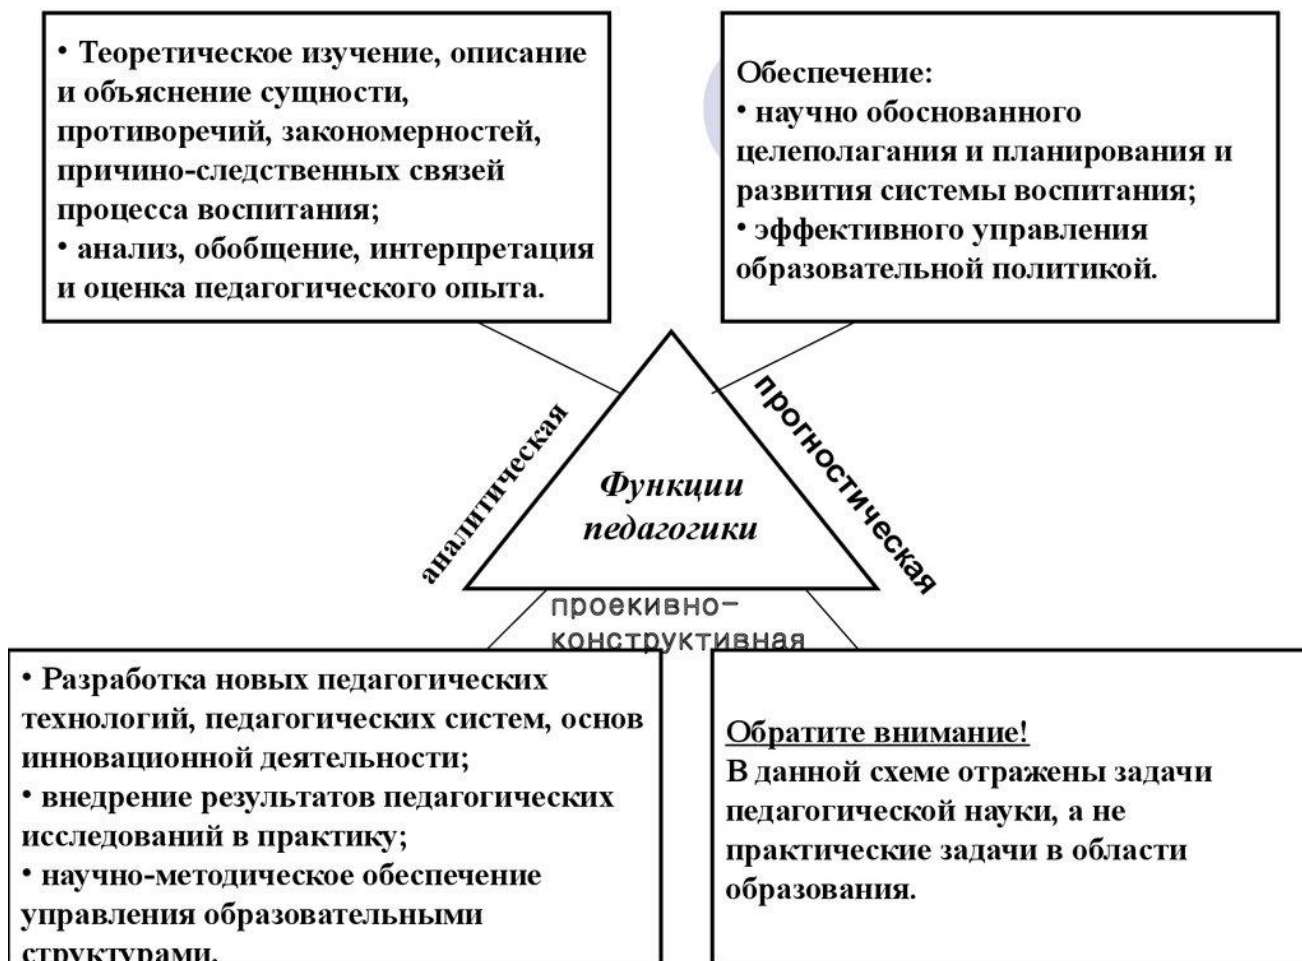 • Теоретическое изучение, описание
и объяснение сущности,
противоречий, закономерностей,
причино-следственных связей
процесса воспитания;
• анализ, обобщение, интерпретация
и оценка педагогического опыта.
Обеспечение:
• научно обоснованного
целеполагания и планирования и
развития системы воспитания;
• эффективного управления
образовательной политикой.
аналитическая
прогностическая
Функции
педагогики
проекивно-
конструктивная
• Разработка новых педагогических
технологий, педагогических систем, основ
инновационной деятельности;
• внедрение результатов педагогических
исследований в практику;
• научно-методическое обеспечение
управления образовательными
структурами.
Обратите внимание!
В данной схеме отражены задачи
педагогической науки, а не
практические задачи в области
образования.